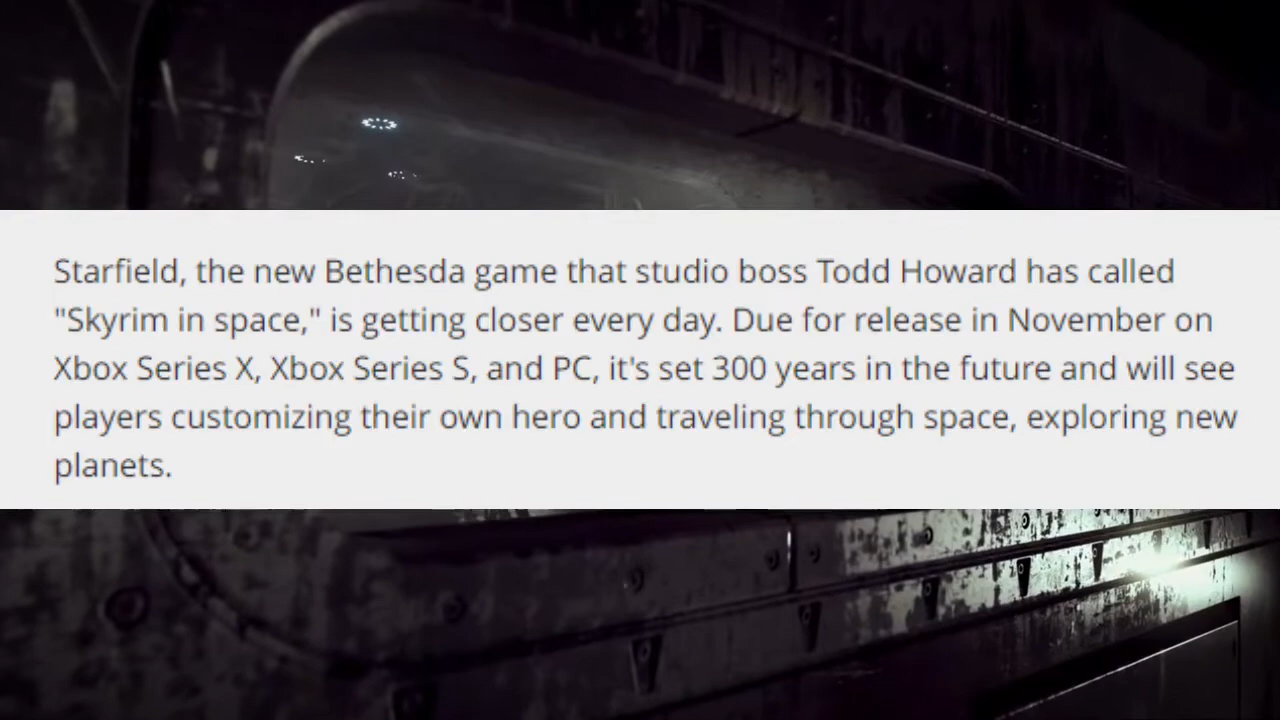 Starfield, the new Bethesda game that studio boss Todd Howard has called
"Skyrim in space," is getting closer every day. Due for release in November on
Xbox Series X, Xbox Series S, and PC, it's set 300 years in the future and will see
players customizing their own hero and traveling through space, exploring new
planets.